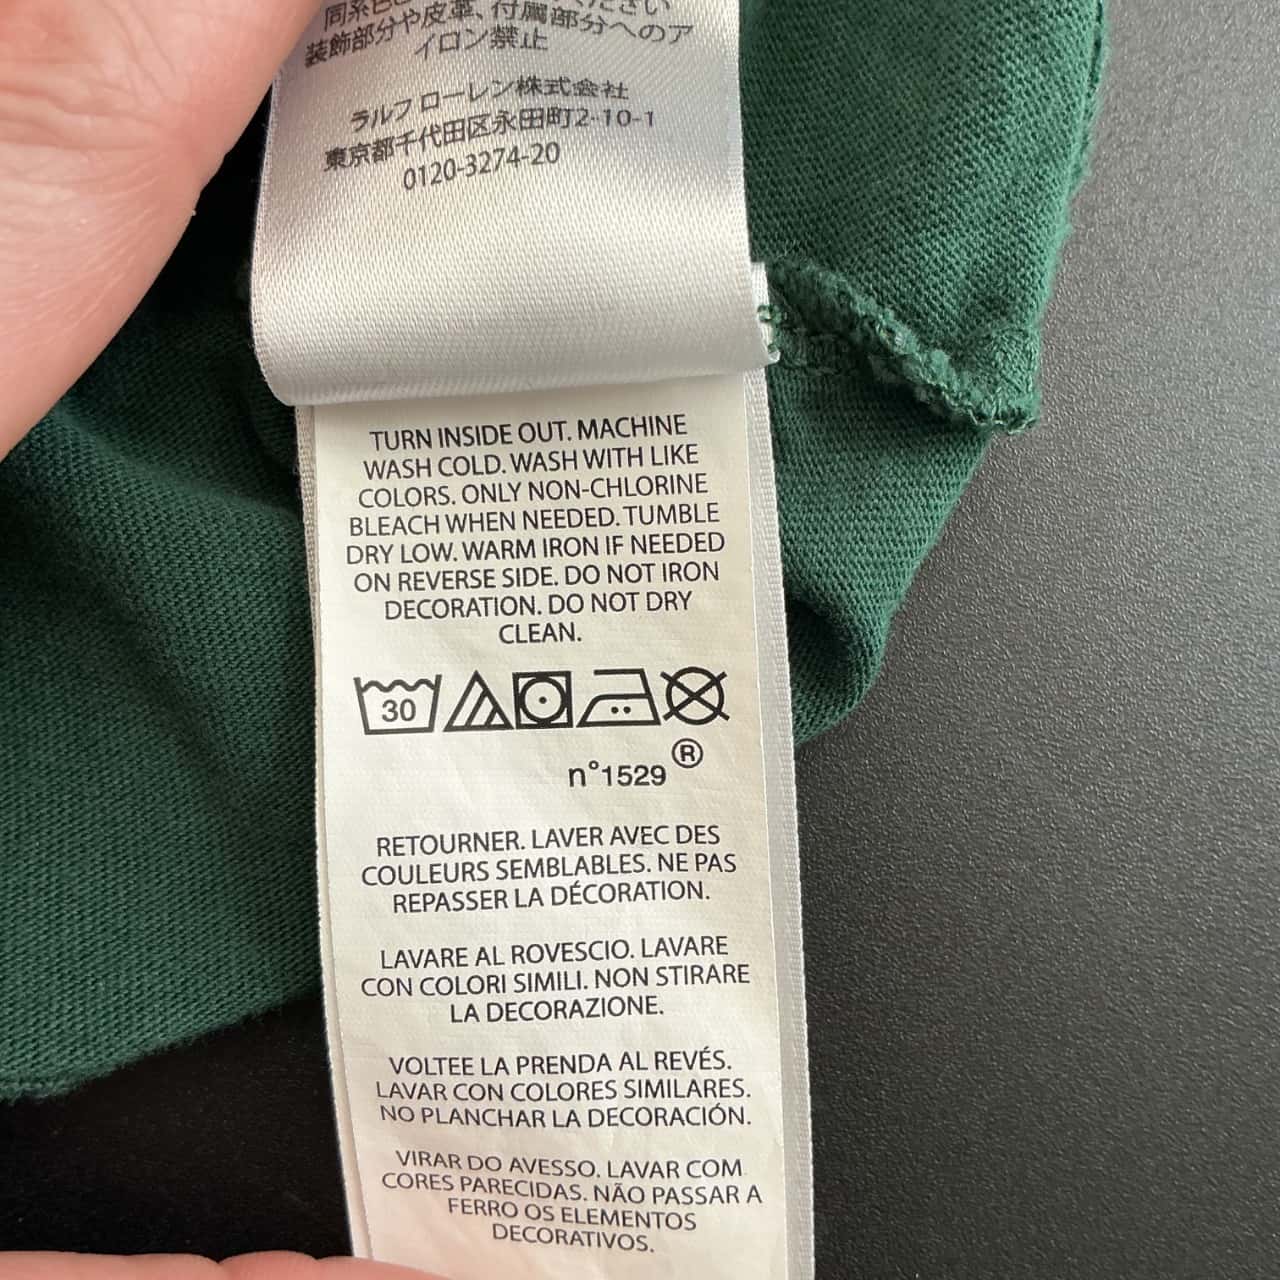 同系色
ください
装飾部分や皮革、付属部分へのア
イロン禁止
ラルフ ローレン株式会社
東京都千代田区永田町2-10-1
0120-3274-20
TURN INSIDE OUT. MACHINE
WASH COLD. WASH WITH LIKE
COLORS. ONLY NON-CHLORINE
BLEACH WHEN NEEDED. TUMBLE
DRY LOW. WARM IRON IF NEEDED
ON REVERSE SIDE. DO NOT IRON
DECORATION. DO NOT DRY
CLEAN.
30
n°1529 ®
RETOURNER. LAVER AVEC DES
COULEURS SEMBLABLES. NE PAS
REPASSER LA DÉCORATION.
LAVARE AL ROVESCIO. LAVARE
CON COLORI SIMILI. NON STIRARE
LA DECORAZIONE.
VOLTEE LA PRENDA AL REVÉS.
LAVAR CON COLORES SIMILARES.
NO PLANCHAR LA DECORACIÓN.
VIRAR DO AVESSO. LAVAR COM
CORES PARECIDAS. NÃO PASSAR A
FERRO OS ELEMENTOS
DECORATIVOS.